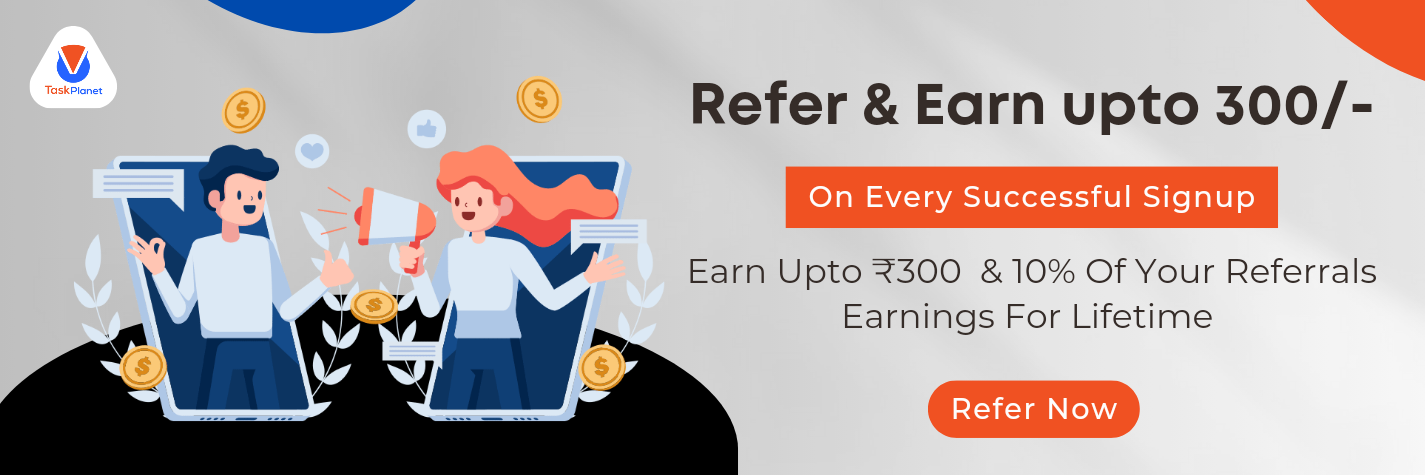 TaskPlanet
Refer & Earn upto 300/-
On Every Successful Signup
Earn Upto ₹300 & 10% Of Your Referrals
Earnings For Lifetime
Refer Now